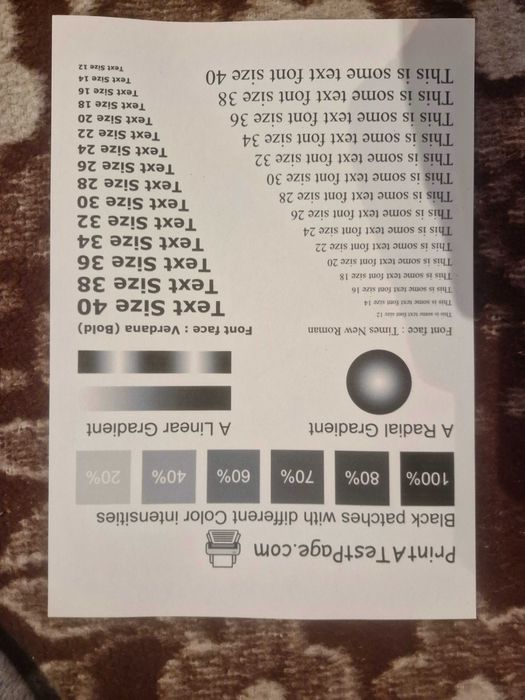 PrintATestPage.com
Black patches with different Color intensities
100% 80% 70% 60% 40% 20%
A Radial Gradient
A Linear Gradient
Font face : Times New Roman
This is some text font size 12
This is some text font size 14
This is some text font size 16
This is some text font size 18
This is some text font size 20
This is some text font size 22
This is some text font size 24
This is some text font size 26
This is some text font size 28
This is some text font size 30
This is some text font size 32
This is some text font size 34
This is some text font size 36
This is some text font size 38
This is some text font size 40
Font face : Verdana (Bold)
Text Size 40
Text Size 38
Text Size 36
Text Size 34
Text Size 32
Text Size 30
Text Size 28
Text Size 26
Text Size 24
Text Size 22
Text Size 20
Text Size 18
Text Size 16
Text Size 14
Text Size 12